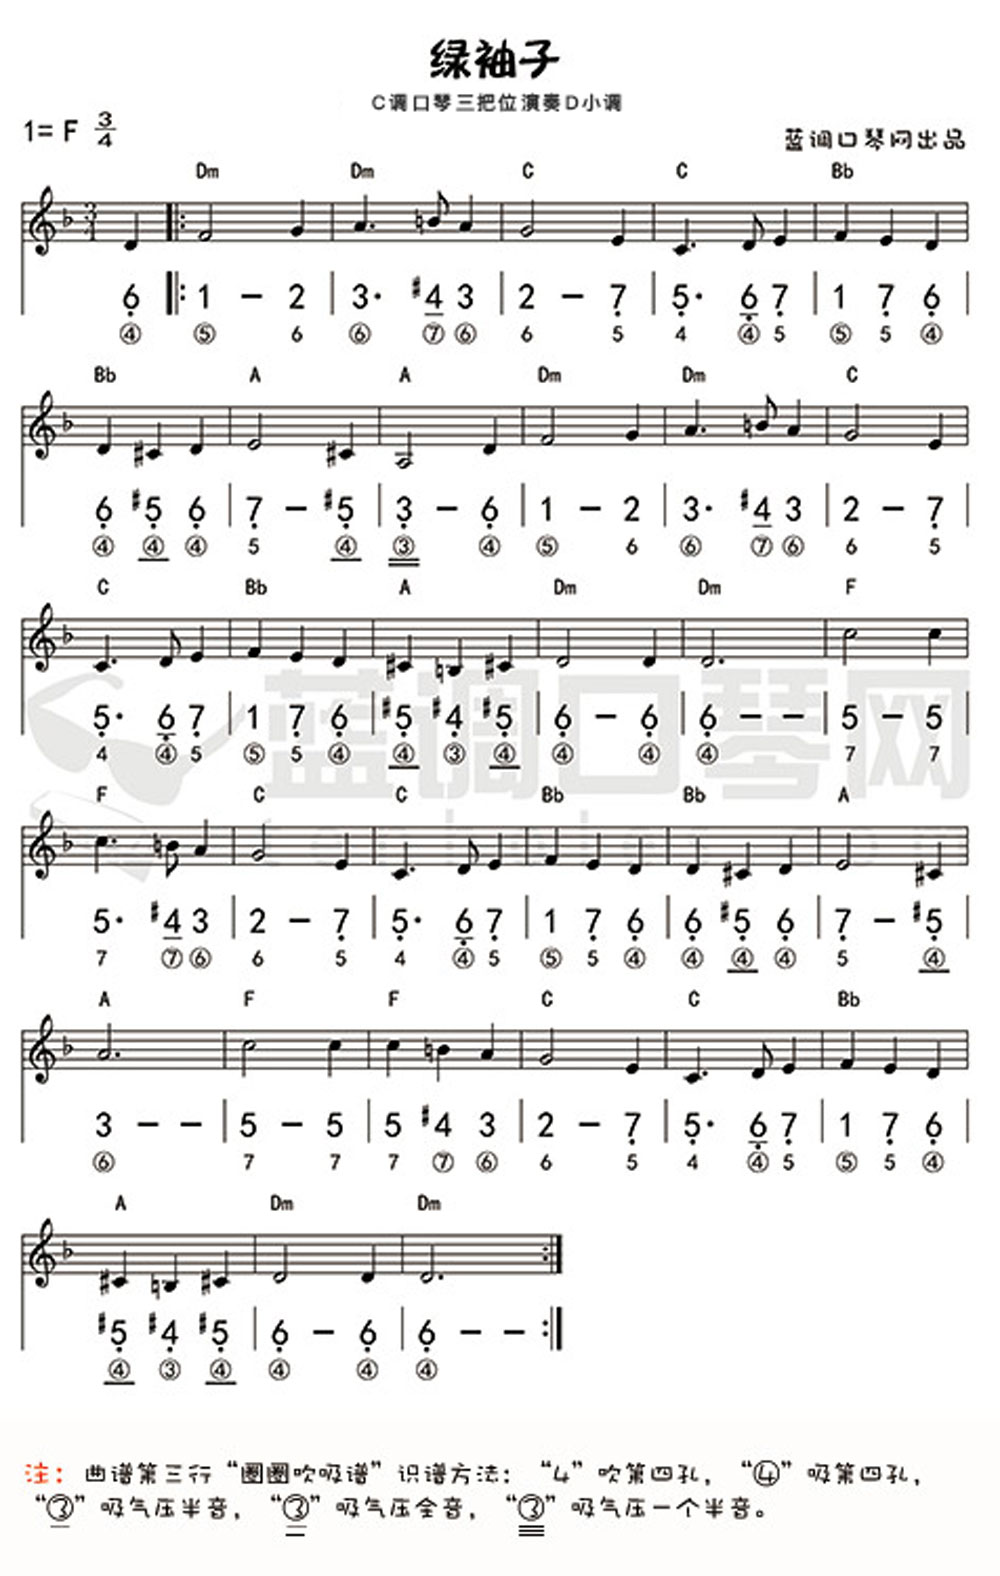 绿袖子
C调口琴三把位演奏D小调
1= F 3/4
蓝调口琴网出品
Dm Dm C C Bb
3/4
6 1 - 2 3· #4 3 2 - 7 5· 6 7 1 7 6
④ ⑤ 6 ⑥ ⑦ ⑥ 6 5 4 ④ 5 ⑤ 5 ④
Bb A A Dm Dm C
6 #5 6 7 - #5 3 - 6 1 - 2 3· #4 3 2 - 7
④ ④ ④ 5 ④ ③ ④ ⑤ 6 ⑥ ⑦ ⑥ 6 5
C Bb A Dm Dm F
5· 6 7 1 7 6 #5 #4 #5 6 - 6 6 - - 5 - 5
4 ④ 5 ⑤ 5 ④ ④ ③ ④ ④ ④ ④ 7 7
蓝调口琴网
F C C Bb Bb A
5· #4 3 2 - 7 5· 6 7 1 7 6 6 #5 6 7 - #5
7 ⑦ ⑥ 6 5 4 ④ 5 ⑤ 5 ④ ④ ④ ④ 5 ④
A F F C C Bb
3 - - 5 - 5 5 #4 3 2 - 7 5· 6 7 1 7 6
⑥ 7 7 7 ⑦ ⑥ 6 5 4 ④ 5 ⑤ 5 ④
A Dm Dm
#5 #4 #5 6 - 6 6 - -
④ ③ ④ ④ ④ ④
注：曲谱第三行“圈圈吹吸谱”识谱方法：“4”吹第四孔，“④”吸第四孔，
“③”吸气压半音，“③”吸气压全音，“③”吸气压一个半音。